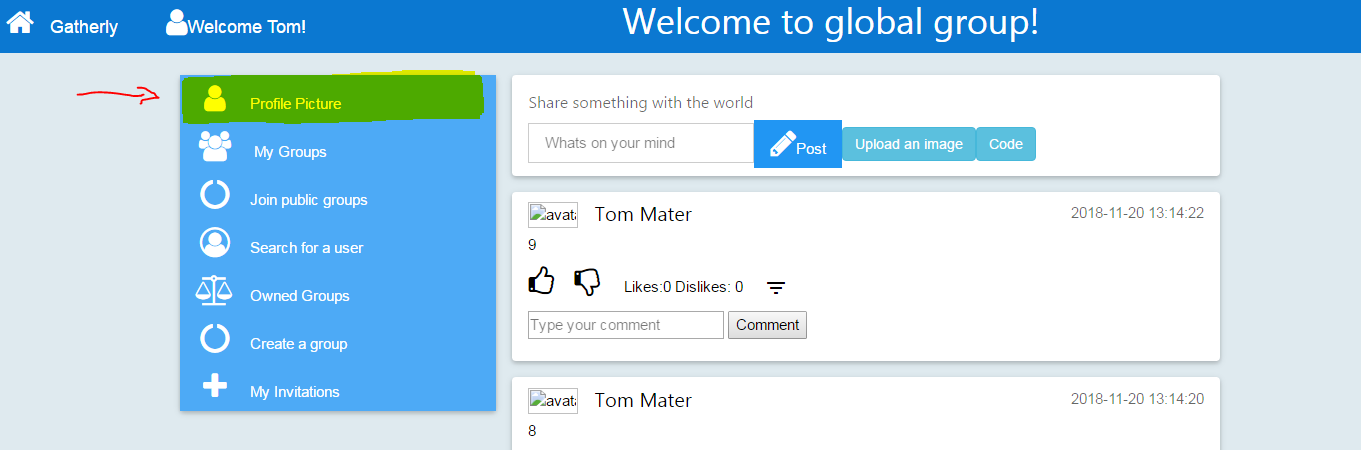 Gatherly Welcome Tom! Welcome to global group!
Profile Picture
My Groups
Join public groups
Search for a user
Owned Groups
Create a group
My Invitations
Share something with the world
Whats on your mind Post Upload an image Code
avata Tom Mater 2018-11-20 13:14:22
9
Likes:0 Dislikes: 0
Type your comment Comment
avata Tom Mater 2018-11-20 13:14:20
8